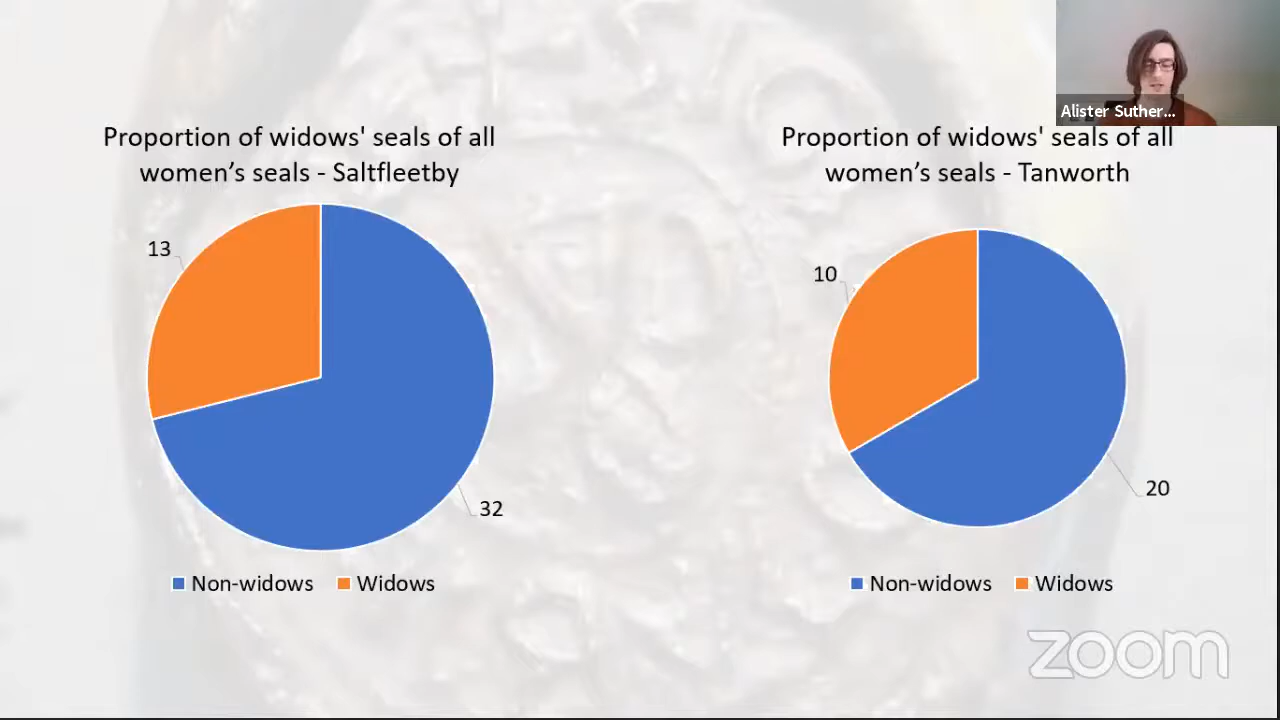 Alister Suther...
Proportion of widows' seals of all
women’s seals - Saltfleetby
13
32
Non-widows
Widows
Proportion of widows' seals of all
women’s seals - Tanworth
10
20
Non-widows
Widows
zoom